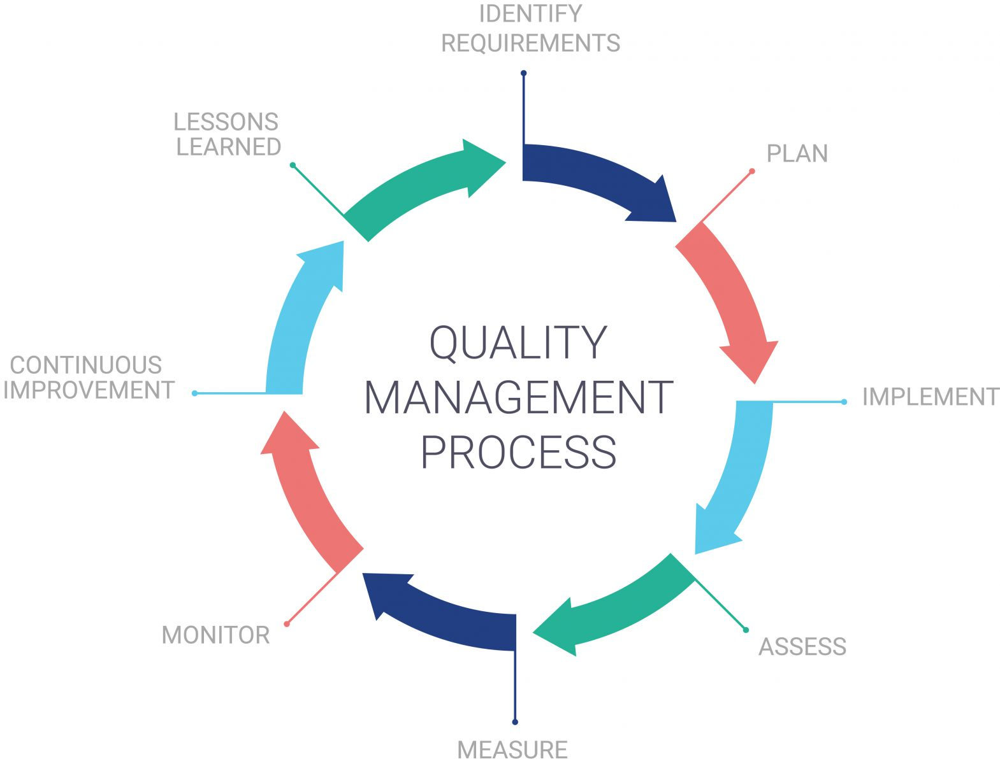 IDENTIFY
REQUIREMENTS
PLAN
IMPLEMENT
ASSESS
MEASURE
MONITOR
CONTINUOUS
IMPROVEMENT
LESSONS
LEARNED
QUALITY
MANAGEMENT
PROCESS